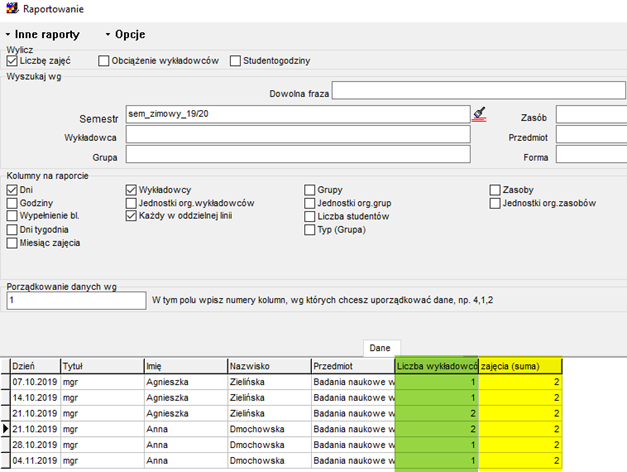 Raportowanie
Inne raporty Opcje
Wylicz
Liczbę zajęć Obciążenie wykładowców Studentogodziny
Wyszukaj wg
Dowolna fraza
Semestr sem_zimowy_19/20 Zasób
Wykładowca Przedmiot
Grupa Forma
Kolumny na raporcie
Dni Wykładowcy Grupy Zasoby
Godziny Jednostki org.wykładowców Jednostki org.grup Jednostki org.zasobów
Wypełnienie bl. Każdy w oddzielnej linii Liczba studentów
Dni tygodnia Typ (Grupa)
Miesiąc zajęcia
Porządkowanie danych wg
1 W tym polu wpisz numery kolumn, wg których chcesz uporządkować dane, np. 4,1,2
Dane
Dzień Tytuł Imię Nazwisko Przedmiot Liczba wykładowcó zajęcia (suma)
07.10.2019 mgr Agnieszka Zielińska Badania naukowe w 1 2
14.10.2019 mgr Agnieszka Zielińska Badania naukowe w 1 2
21.10.2019 mgr Agnieszka Zielińska Badania naukowe w 2 2
21.10.2019 mgr Anna Dmochowska Badania naukowe w 2 2
28.10.2019 mgr Anna Dmochowska Badania naukowe w 1 2
04.11.2019 mgr Anna Dmochowska Badania naukowe w 1 2